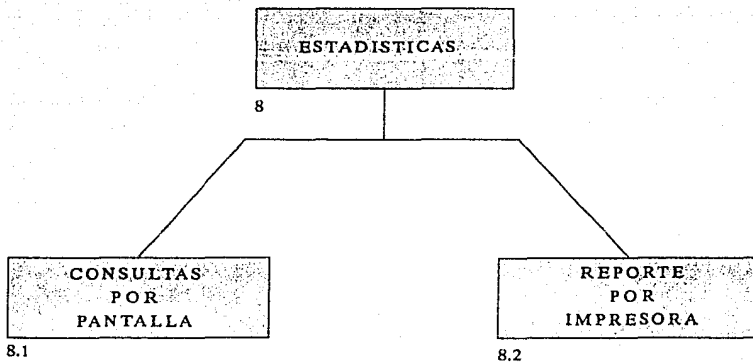 ESTADISTICAS
8
CONSULTAS
POR
PANTALLA
8.1
REPORTE
POR
IMPRESORA
8.2